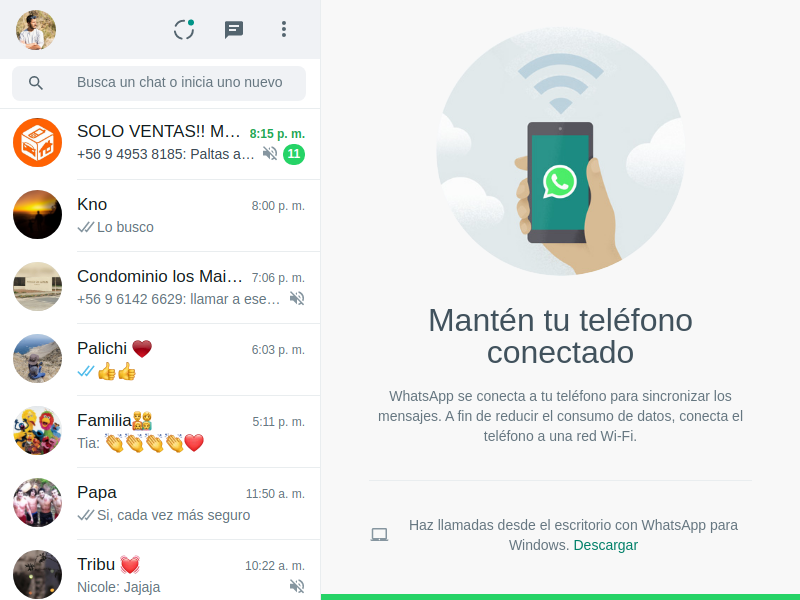 Busca un chat o inicia uno nuevo
SOLO VENTAS!! M… 8:15 p. m.
+56 9 4953 8185: Paltas a… 11
Kno 8:00 p. m.
Lo busco
Condominio los Mai… 7:06 p. m.
+56 9 6142 6629: llamar a ese…
Palichi ♥️ 6:03 p. m.
👍👍
Familia👨‍👩‍👧‍👦 5:11 p. m.
Tia: 👏👏👏👏❤️
Papa 11:50 a. m.
Si, cada vez más seguro
Tribu 💓 10:22 a. m.
Nicole: Jajaja
Mantén tu teléfono
conectado
WhatsApp se conecta a tu teléfono para sincronizar los
mensajes. A fin de reducir el consumo de datos, conecta el
teléfono a una red Wi-Fi.
Haz llamadas desde el escritorio con WhatsApp para
Windows. Descargar